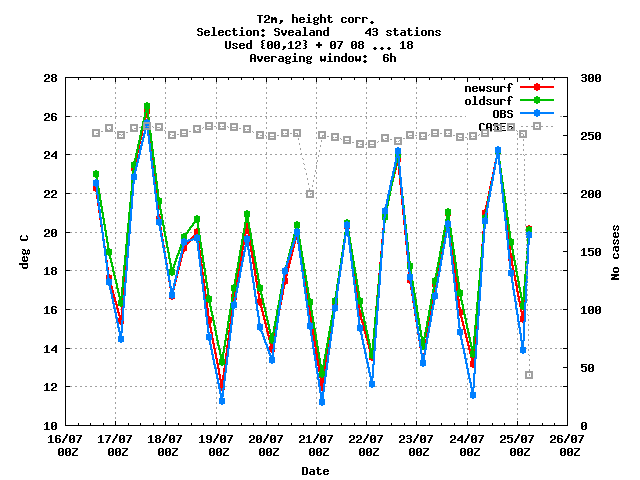 T2m, height corr.
Selection: Svealand 43 stations
Used {00,12} + 07 08 ... 18
Averaging window: 6h
28 300
newsurf
oldsurf
OBS
CASES
26
250
24
22 200
20
deg C
No cases
150
18
16 100
14
50
12
10 0
16/07 17/07 18/07 19/07 20/07 21/07 22/07 23/07 24/07 25/07 26/07
00Z 00Z 00Z 00Z 00Z 00Z 00Z 00Z 00Z 00Z 00Z
Date